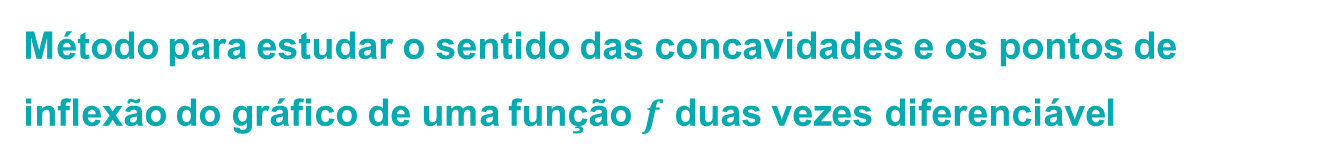 Método para estudar o sentido das concavidades e os pontos de
inflexão do gráfico de uma função f duas vezes diferenciável